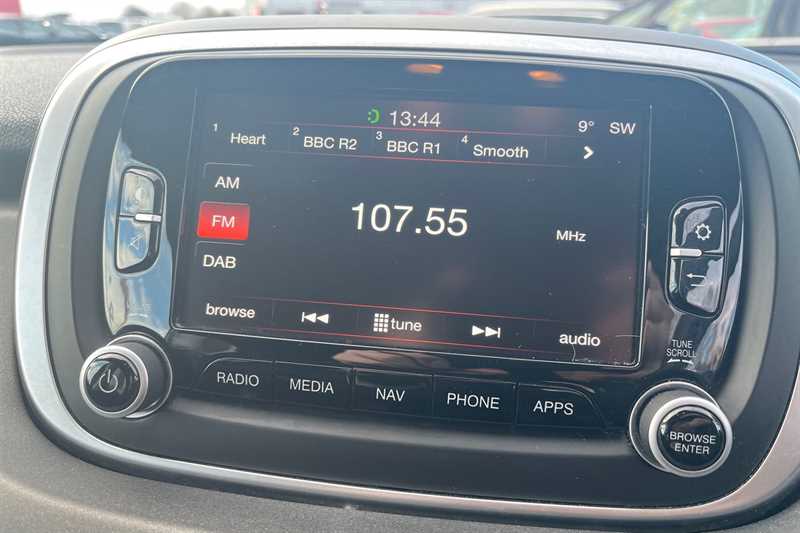 13:44
9° SW
1 Heart 2 BBC R2 3 BBC R1 4 Smooth >
AM
FM
DAB
107.55 MHz
browse tune audio
TUNE
SCROLL
RADIO MEDIA NAV PHONE APPS
BROWSE
ENTER